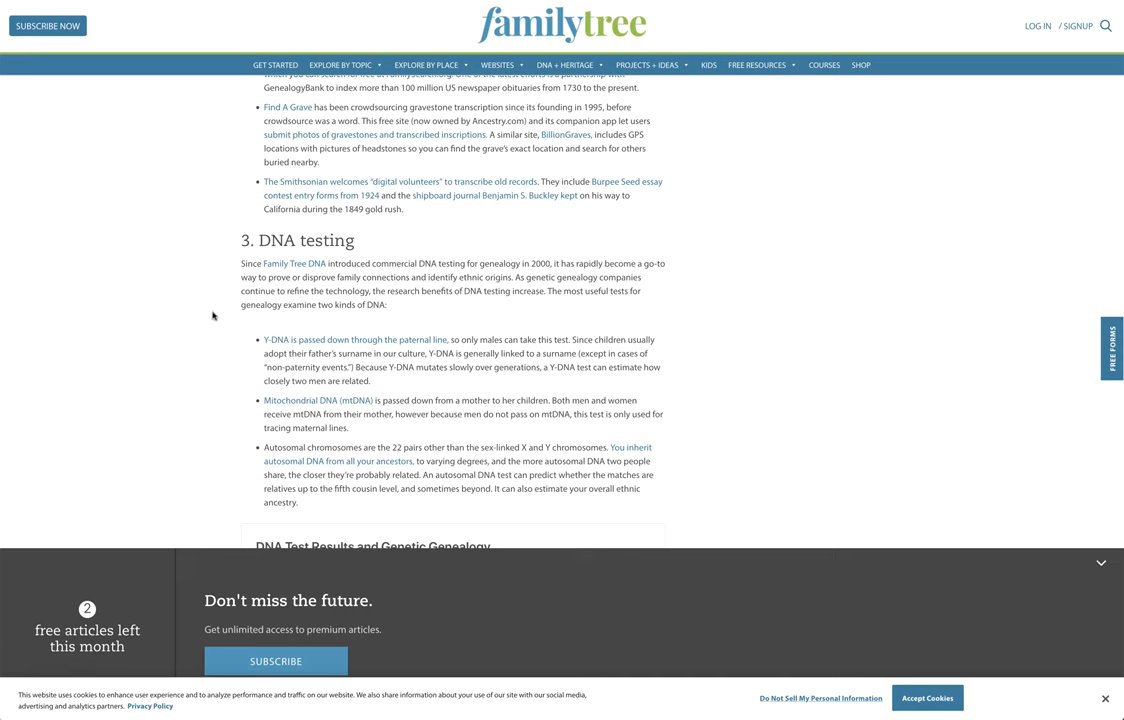 SUBSCRIBE NOW
familytree
LOG IN / SIGNUP
GET STARTED EXPLORE BY TOPIC EXPLORE BY PLACE WEBSITES DNA + HERITAGE PROJECTS + IDEAS KIDS FREE RESOURCES COURSES SHOP
which you can search for free at FamilySearch.org. One of the latest efforts is a partnership with
GenealogyBank to index more than 100 million US newspaper obituaries from 1730 to the present.
• Find A Grave has been crowdsourcing gravestone transcription since its founding in 1995, before
crowdsource was a word. This free site (now owned by Ancestry.com) and its companion app let users
submit photos of gravestones and transcribed inscriptions. A similar site, BillionGraves, includes GPS
locations with pictures of headstones so you can find the grave's exact location and search for others
buried nearby.
• The Smithsonian welcomes "digital volunteers" to transcribe old records. They include Burpee Seed essay
contest entry forms from 1924 and the shipboard journal Benjamin S. Buckley kept on his way to
California during the 1849 gold rush.
3. DNA testing
Since Family Tree DNA introduced commercial DNA testing for genealogy in 2000, it has rapidly become a go-to
way to prove or disprove family connections and identify ethnic origins. As genetic genealogy companies
continue to refine the technology, the research benefits of DNA testing increase. The most useful tests for
genealogy examine two kinds of DNA:
• Y-DNA is passed down through the paternal line, so only males can take this test. Since children usually
adopt their father's surname in our culture, Y-DNA is generally linked to a surname (except in cases of
"non-paternity events.") Because Y-DNA mutates slowly over generations, a Y-DNA test can estimate how
closely two men are related.
• Mitochondrial DNA (mtDNA) is passed down from a mother to her children. Both men and women
receive mtDNA from their mother, however because men do not pass on mtDNA, this test is only used for
tracing maternal lines.
• Autosomal chromosomes are the 22 pairs other than the sex-linked X and Y chromosomes. You inherit
autosomal DNA from all your ancestors, to varying degrees, and the more autosomal DNA two people
share, the closer they're probably related. An autosomal DNA test can predict whether the matches are
relatives up to the fifth cousin level, and sometimes beyond. It can also estimate your overall ethnic
ancestry.
DNA Test Results and Genetic Genealogy
FREE FORMS
2
free articles left
this month
Don't miss the future.
Get unlimited access to premium articles.
SUBSCRIBE
This website uses cookies to enhance user experience and to analyze performance and traffic on our website. We also share information about your use of our site with our social media,
advertising and analytics partners. Privacy Policy
Do Not Sell My Personal Information
Accept Cookies